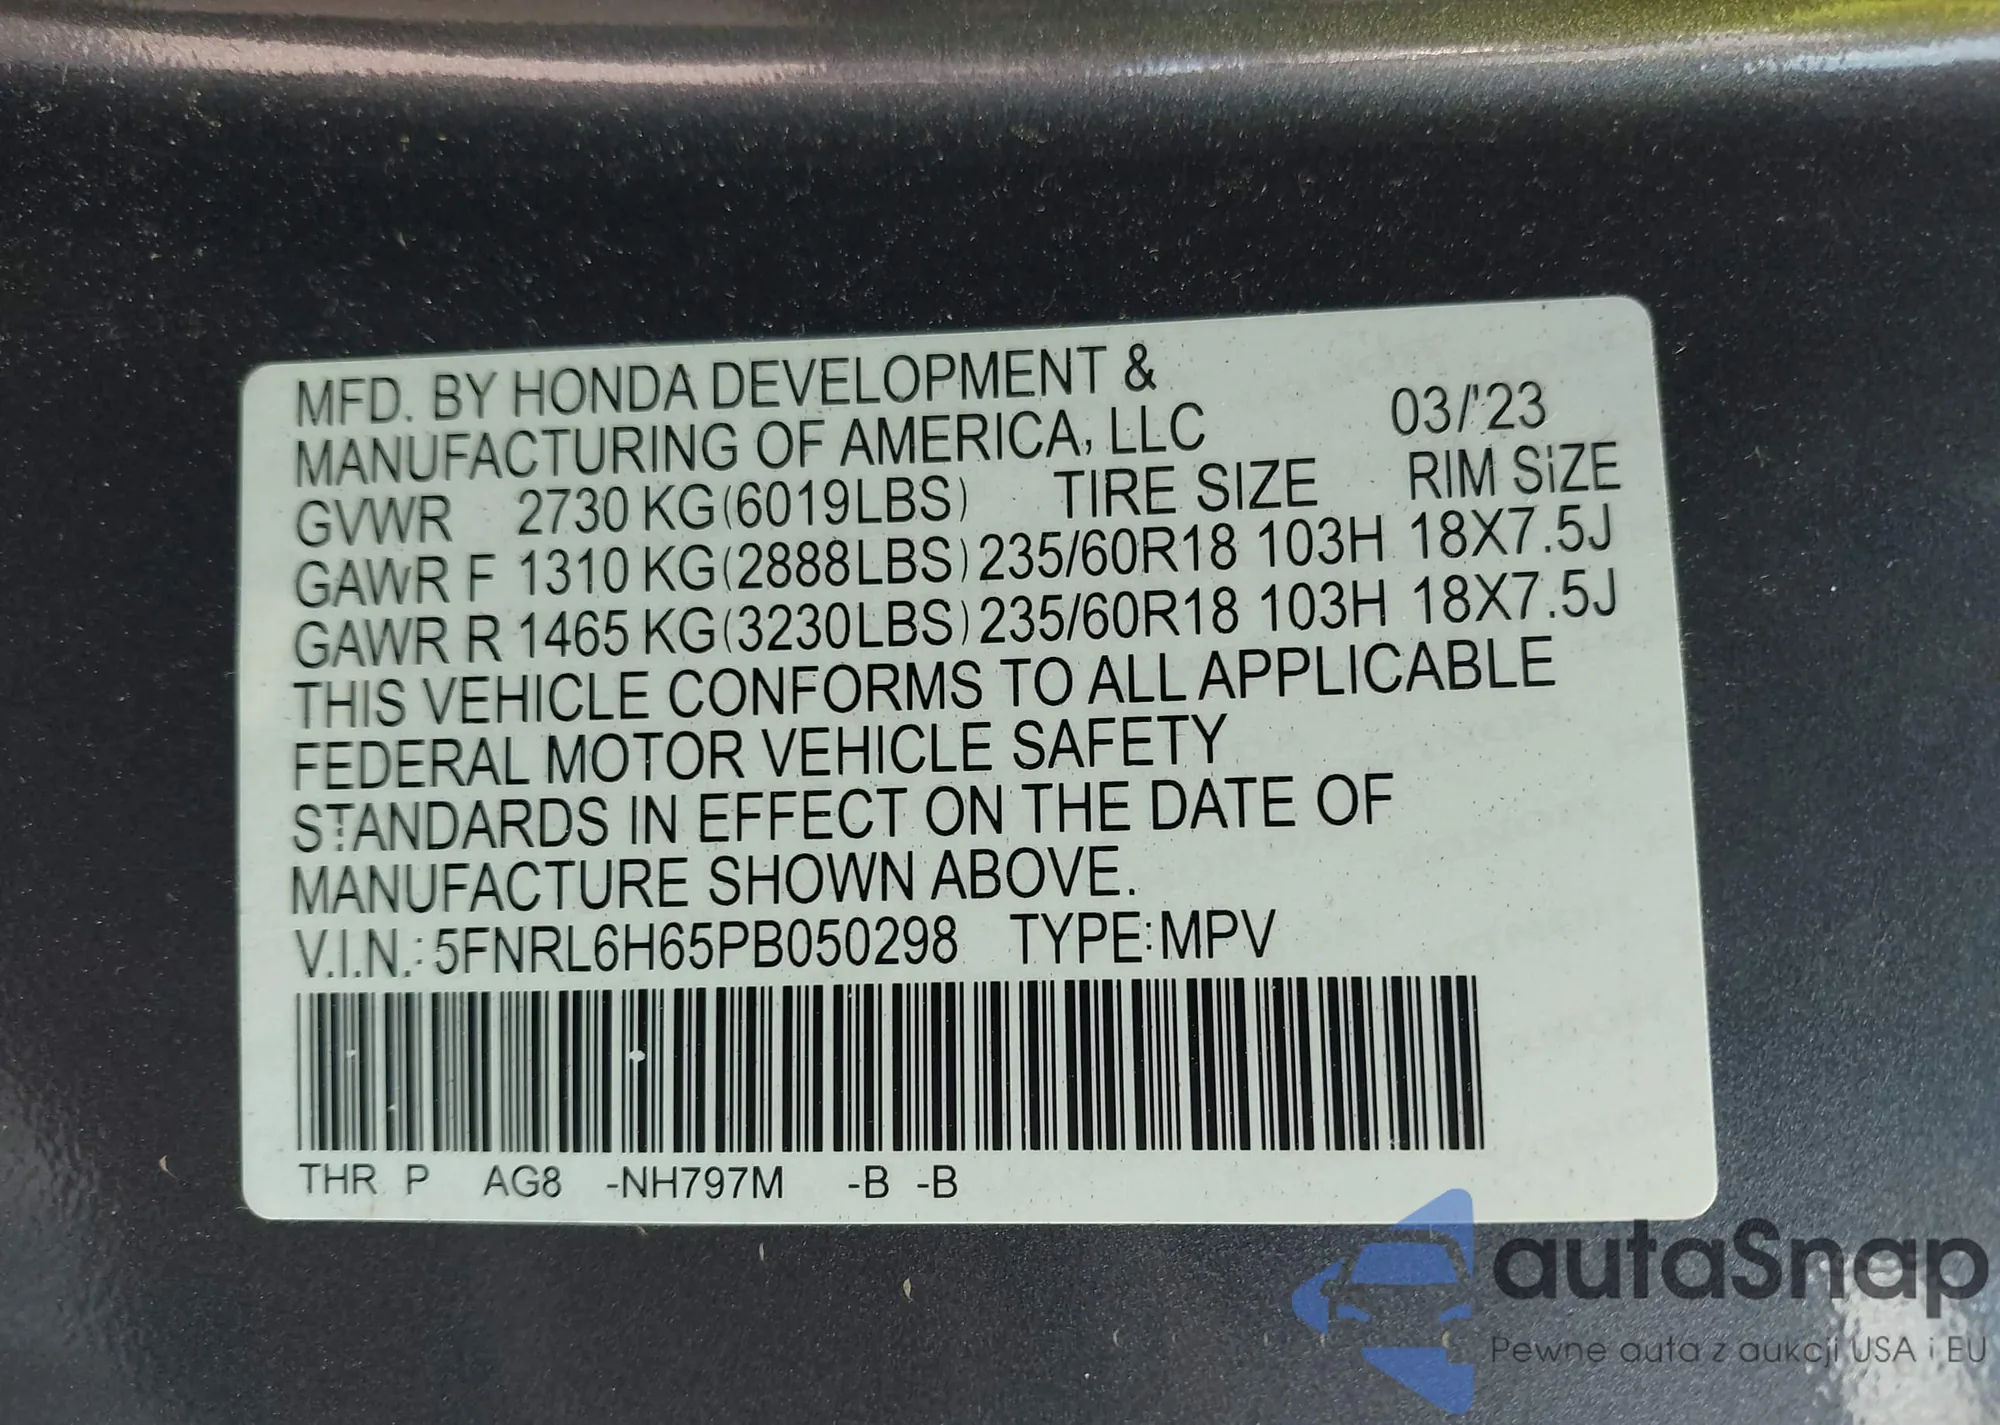 MFD. BY HONDA DEVELOPMENT &
MANUFACTURING OF AMERICA, LLC 03/'23
GVWR 2730 KG(6019LBS) TIRE SIZE RIM SIZE
GAWR F 1310 KG(2888LBS) 235/60R18 103H 18X7.5J
GAWR R 1465 KG(3230LBS) 235/60R18 103H 18X7.5J
THIS VEHICLE CONFORMS TO ALL APPLICABLE
FEDERAL MOTOR VEHICLE SAFETY
STANDARDS IN EFFECT ON THE DATE OF
MANUFACTURE SHOWN ABOVE.
V.I.N.: 5FNRL6H65PB050298 TYPE:MPV
THR P AG8 -NH797M -B -B
autaSnap
Pewne auta z aukcji USA i EU